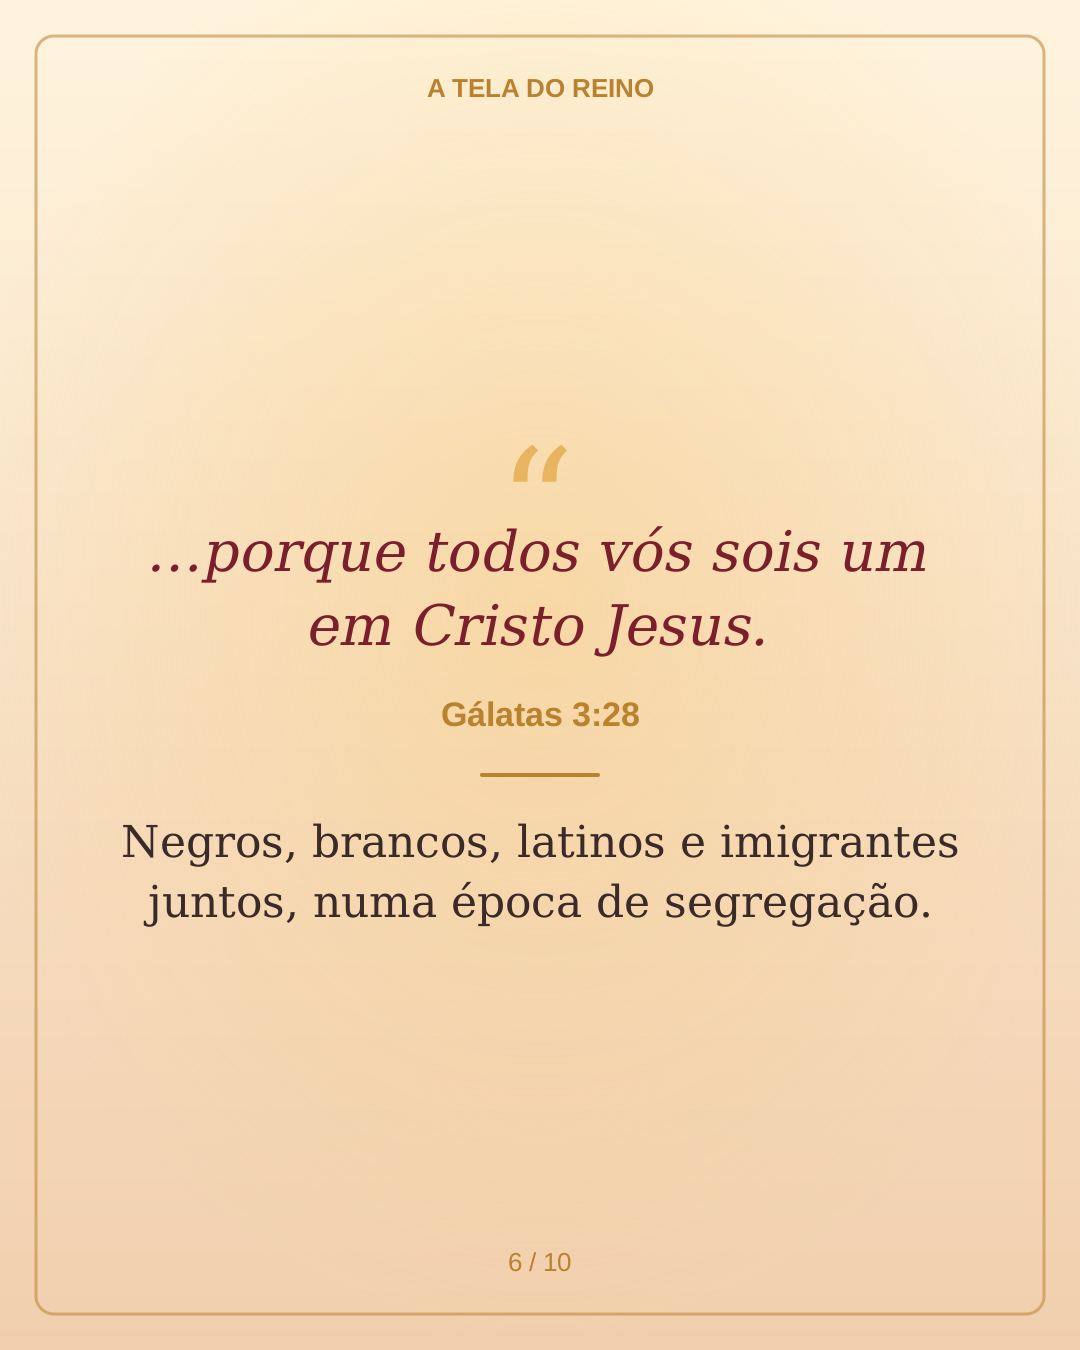 A TELA DO REINO
“
...porque todos vós sois um
em Cristo Jesus.
Gálatas 3:28
Negros, brancos, latinos e imigrantes
juntos, numa época de segregação.
6 / 10